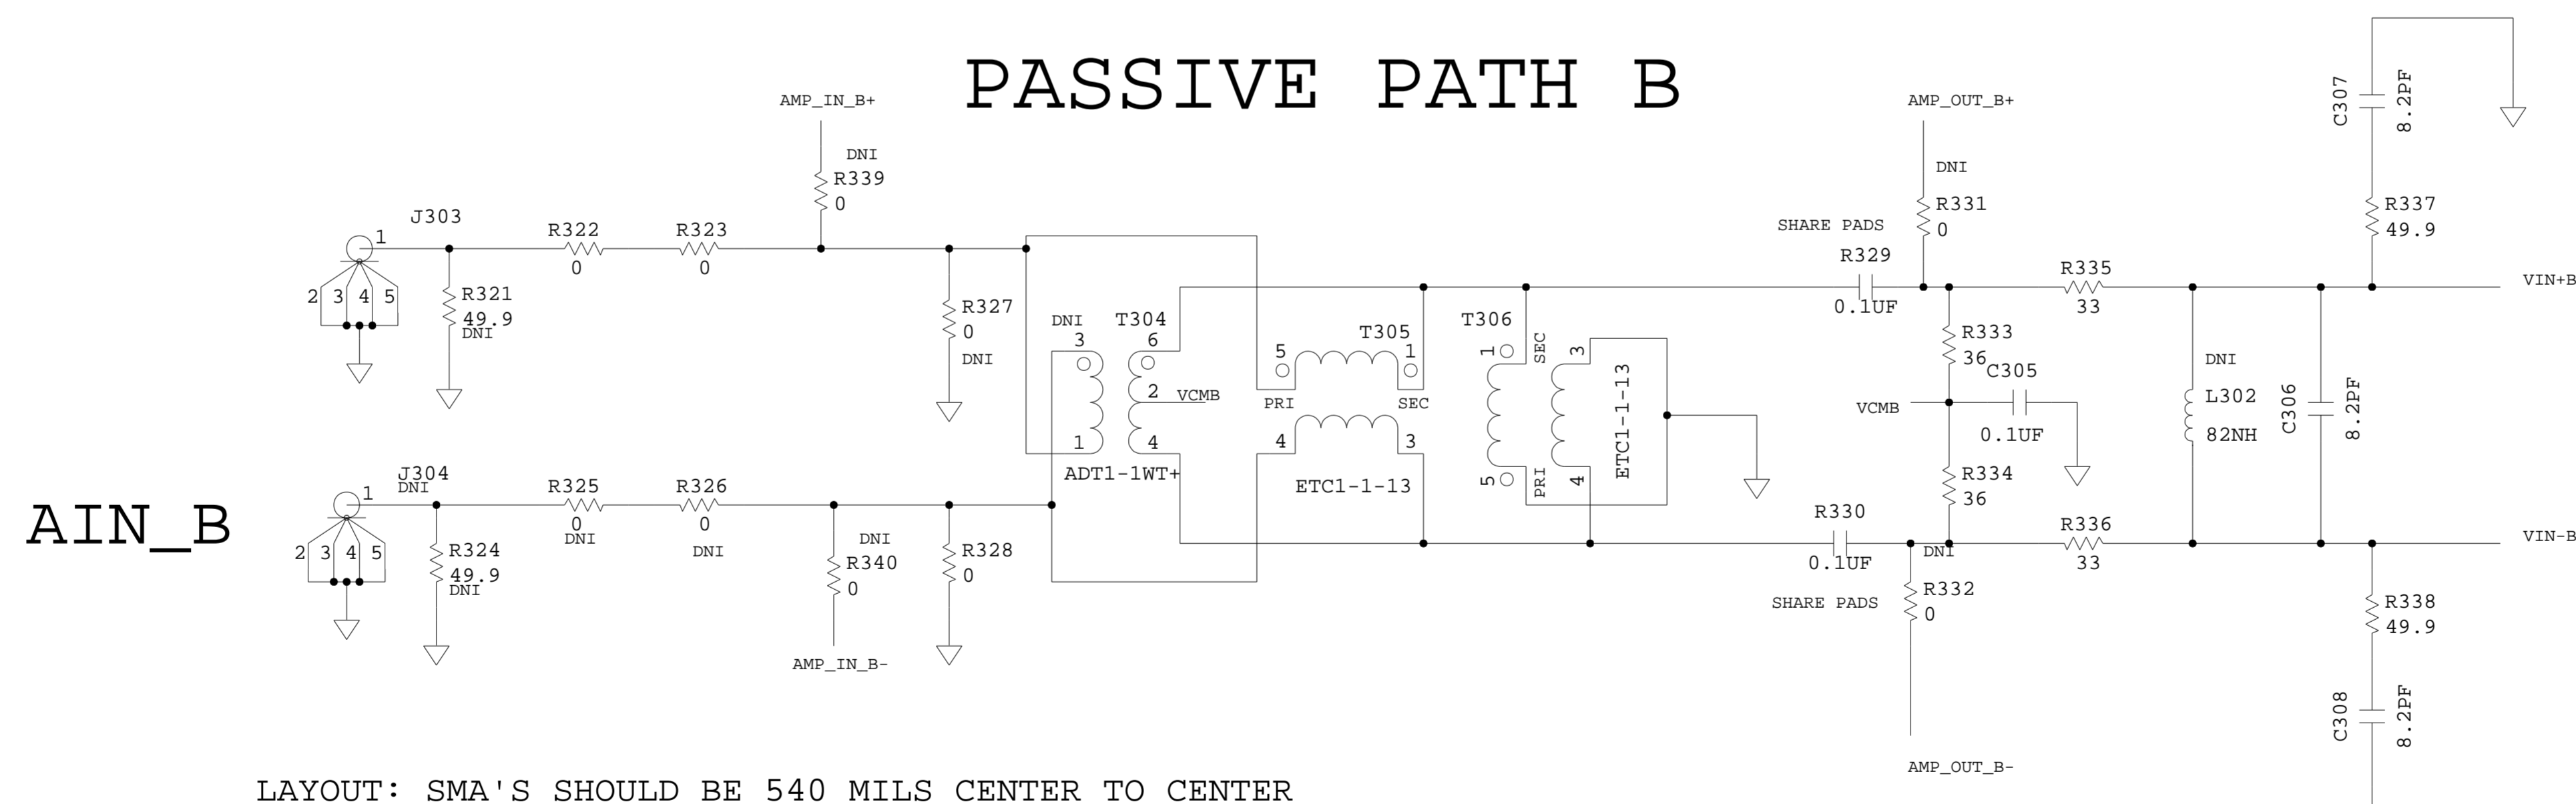 PASSIVE PATH B
AMP_IN_B+
DNI
R339
0
AMP_OUT_B+
DNI
R331
0
C307
8.2PF
R337
49.9
J303
1
2 3 4 5
R321
49.9
DNI
R322
0
R323
0
R327
0
DNI
DNI
3
1
T304
6
2
VCMB
4
ADT1-1WT+
T305
5
1
PRI
SEC
4
3
ETC1-1-13
T306
1
SEC
3
5
PRI
4
ETC1-1-13
SHARE PADS
R329
0.1UF
R333
36
C305
0.1UF
VCMB
R334
36
R335
33
VIN+B
DNI
L302
82NH
C306
8.2PF
AIN_B
J304
DNI
1
2 3 4 5
R324
49.9
DNI
R325
0
DNI
R326
0
DNI
DNI
R340
0
AMP_IN_B-
R328
0
R330
0.1UF
SHARE PADS
DNI
R332
0
AMP_OUT_B-
R336
33
VIN-B
R338
49.9
C308
8.2PF
LAYOUT: SMA'S SHOULD BE 540 MILS CENTER TO CENTER